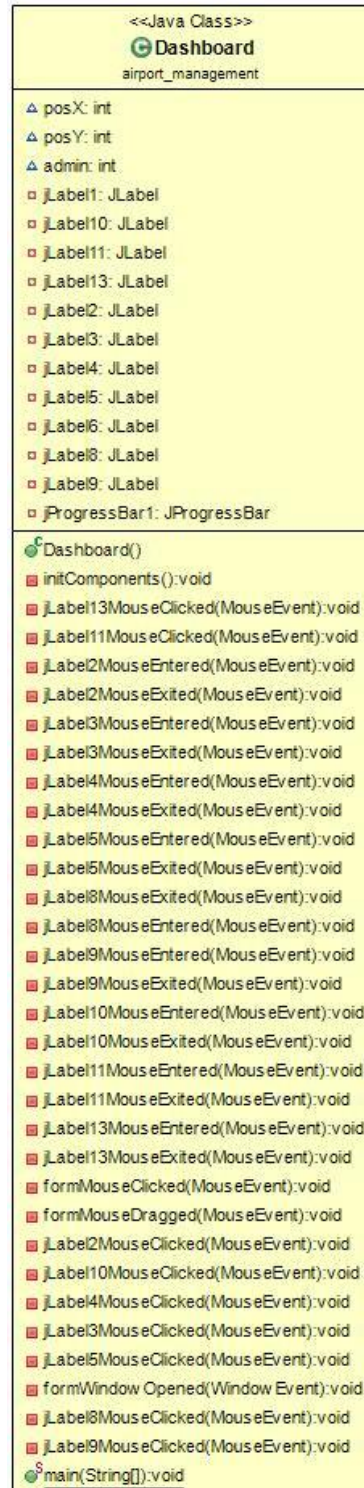 <<Java Class>>
Dashboard
airport_management
posX: int
posY: int
admin: int
jLabel1: JLabel
jLabel10: JLabel
jLabel11: JLabel
jLabel13: JLabel
jLabel2: JLabel
jLabel3: JLabel
jLabel4: JLabel
jLabel5: JLabel
jLabel6: JLabel
jLabel8: JLabel
jLabel9: JLabel
jProgressBar1: JProgressBar
Dashboard()
initComponents():void
jLabel13MouseClicked(MouseEvent):void
jLabel11MouseClicked(MouseEvent):void
jLabel2MouseEntered(MouseEvent):void
jLabel2MouseExited(MouseEvent):void
jLabel3MouseEntered(MouseEvent):void
jLabel3MouseExited(MouseEvent):void
jLabel4MouseEntered(MouseEvent):void
jLabel4MouseExited(MouseEvent):void
jLabel5MouseEntered(MouseEvent):void
jLabel5MouseExited(MouseEvent):void
jLabel8MouseExited(MouseEvent):void
jLabel8MouseEntered(MouseEvent):void
jLabel9MouseEntered(MouseEvent):void
jLabel9MouseExited(MouseEvent):void
jLabel10MouseEntered(MouseEvent):void
jLabel10MouseExited(MouseEvent):void
jLabel11MouseEntered(MouseEvent):void
jLabel11MouseExited(MouseEvent):void
jLabel13MouseEntered(MouseEvent):void
jLabel13MouseExited(MouseEvent):void
formMouseClicked(MouseEvent):void
formMouseDragged(MouseEvent):void
jLabel2MouseClicked(MouseEvent):void
jLabel10MouseClicked(MouseEvent):void
jLabel4MouseClicked(MouseEvent):void
jLabel3MouseClicked(MouseEvent):void
jLabel5MouseClicked(MouseEvent):void
formWindowOpened(WindowEvent):void
jLabel8MouseClicked(MouseEvent):void
jLabel9MouseClicked(MouseEvent):void
main(String[]):void